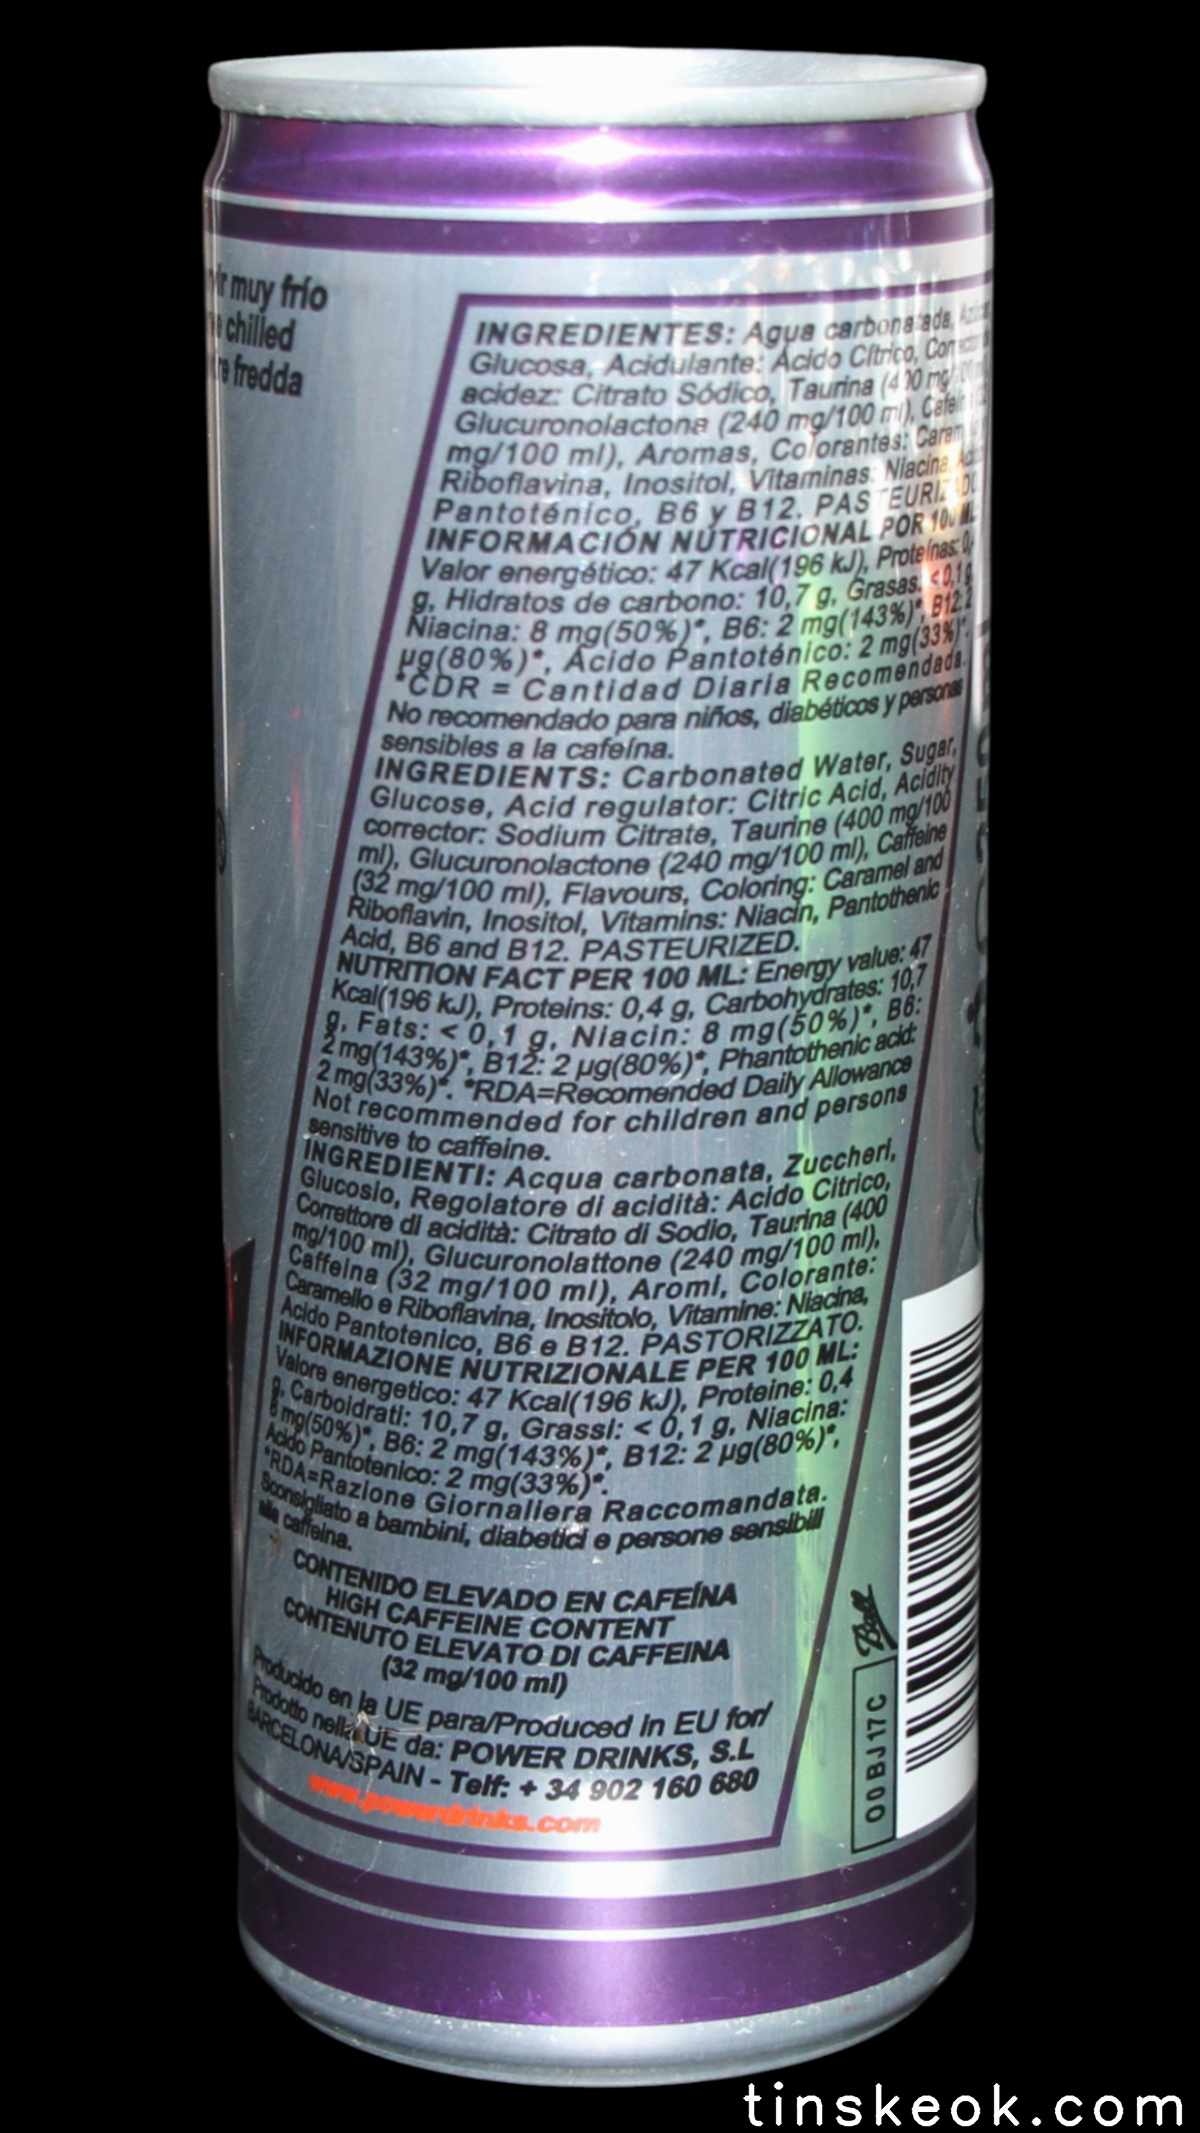 muy frío
chilled
fredda
INGREDIENTES: Agua carbonatada,
Glucosa, Acidulante: Ácido Cítrico,
acidez: Citrato Sódico, Taurina (400 mg/
Glucuronolactona (240 mg/100 ml),
mg/100 ml), Aromas, Colorantes:
Riboflavina, Inositol, Vitaminas: Niacina,
Pantoténico, B6 y B12. PASTEURIZADO
INFORMACIÓN NUTRICIONAL POR 100 ML
Valor energético: 47 Kcal(196 kJ), Proteínas:
g, Hidratos de carbono: 10,7 g, Grasas: < 0,1 g
Niacina: 8 mg(50%)*, B6: 2 mg(143%)*, B12: 2
µg(80%)*, Ácido Pantoténico: 2 mg(33%)*.
*CDR = Cantidad Diaria Recomendada.
No recomendado para niños, diabéticos y personas
sensibles a la cafeína.
INGREDIENTS: Carbonated Water, Sugar,
Glucose, Acid regulator: Citric Acid, Acidity
corrector: Sodium Citrate, Taurine (400 mg/100
ml), Glucuronolactone (240 mg/100 ml), Caffeine
(32 mg/100 ml), Flavours, Coloring: Caramel and
Riboflavin, Inositol, Vitamins: Niacin, Pantothenic
Acid, B6 and B12. PASTEURIZED.
NUTRITION FACT PER 100 ML: Energy value: 47
Kcal(196 kJ), Proteins: 0,4 g, Carbohydrates: 10,7
g, Fats: < 0,1 g, Niacin: 8 mg(50%)*, B6:
2 mg(143%)*, B12: 2 µg(80%)*, Phantothenic acid:
2 mg(33%)*. *RDA=Recomended Daily Allowance
Not recommended for children and persons
sensitive to caffeine.
INGREDIENTI: Acqua carbonata, Zuccheri,
Glucosio, Regolatore di acidità: Acido Citrico,
Correttore di acidità: Citrato di Sodio, Taurina (400
mg/100 ml), Glucuronolattone (240 mg/100 ml),
Caffeina (32 mg/100 ml), Aromi, Colorante:
Caramello e Riboflavina, Inositolo, Vitamine: Niacina,
Acido Pantotenico, B6 e B12. PASTORIZZATO.
INFORMAZIONE NUTRIZIONALE PER 100 ML:
Valore energetico: 47 Kcal(196 kJ), Proteine: 0,4
g, Carboidrati: 10,7 g, Grassi: < 0,1 g, Niacina:
8 mg(50%)*, B6: 2 mg(143%)*, B12: 2 µg(80%)*,
Acido Pantotenico: 2 mg(33%)*.
*RDA=Razione Giornaliera Raccomandata.
Sconsigliato a bambini, diabetici e persone sensibili
alla caffeina.
CONTENIDO ELEVADO EN CAFEÍNA
HIGH CAFFEINE CONTENT
CONTENUTO ELEVATO DI CAFFEINA
(32 mg/100 ml)
Producido en la UE para/Produced in EU for/
Prodotto nella UE da: POWER DRINKS, S.L
BARCELONA/SPAIN - Telf: + 34 902 160 680
www.powerdrinks.com
Ball
O0BJ17C
tinskeok.com